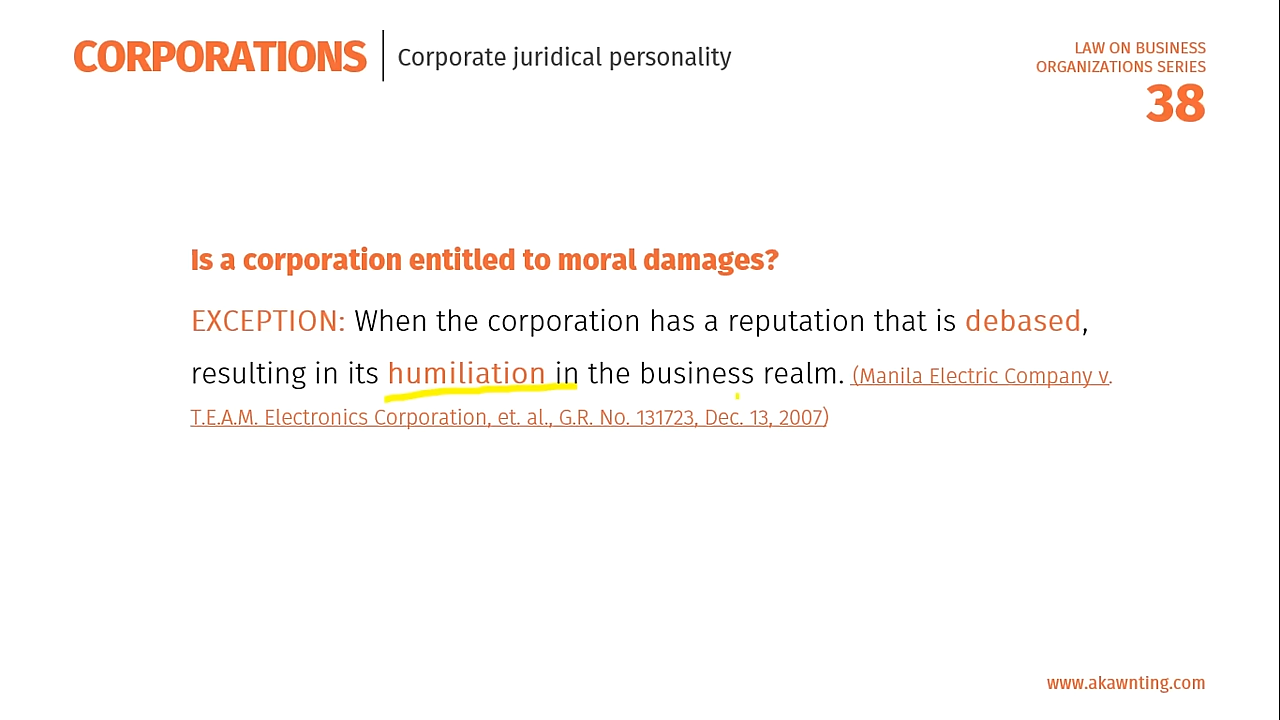 CORPORATIONS
Corporate juridical personality
LAW ON BUSINESS
ORGANIZATIONS SERIES
38
Is a corporation entitled to moral damages?
EXCEPTION: When the corporation has a reputation that is debased,
resulting in its humiliation in the business realm. (Manila Electric Company v.
T.E.A.M. Electronics Corporation, et. al., G.R. No. 131723, Dec. 13, 2007)
www.akawnting.com